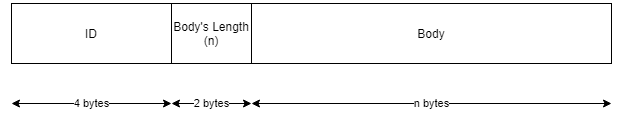 ID
Body's Length
(n)
Body
4 bytes
2 bytes
n bytes